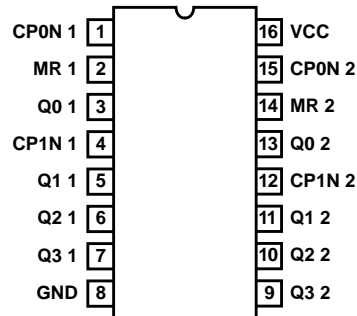 CP0N 1 1 16 VCC
MR 1 2 15 CP0N 2
Q0 1 3 14 MR 2
CP1N 1 4 13 Q0 2
Q1 1 5 12 CP1N 2
Q2 1 6 11 Q1 2
Q3 1 7 10 Q2 2
GND 8 9 Q3 2